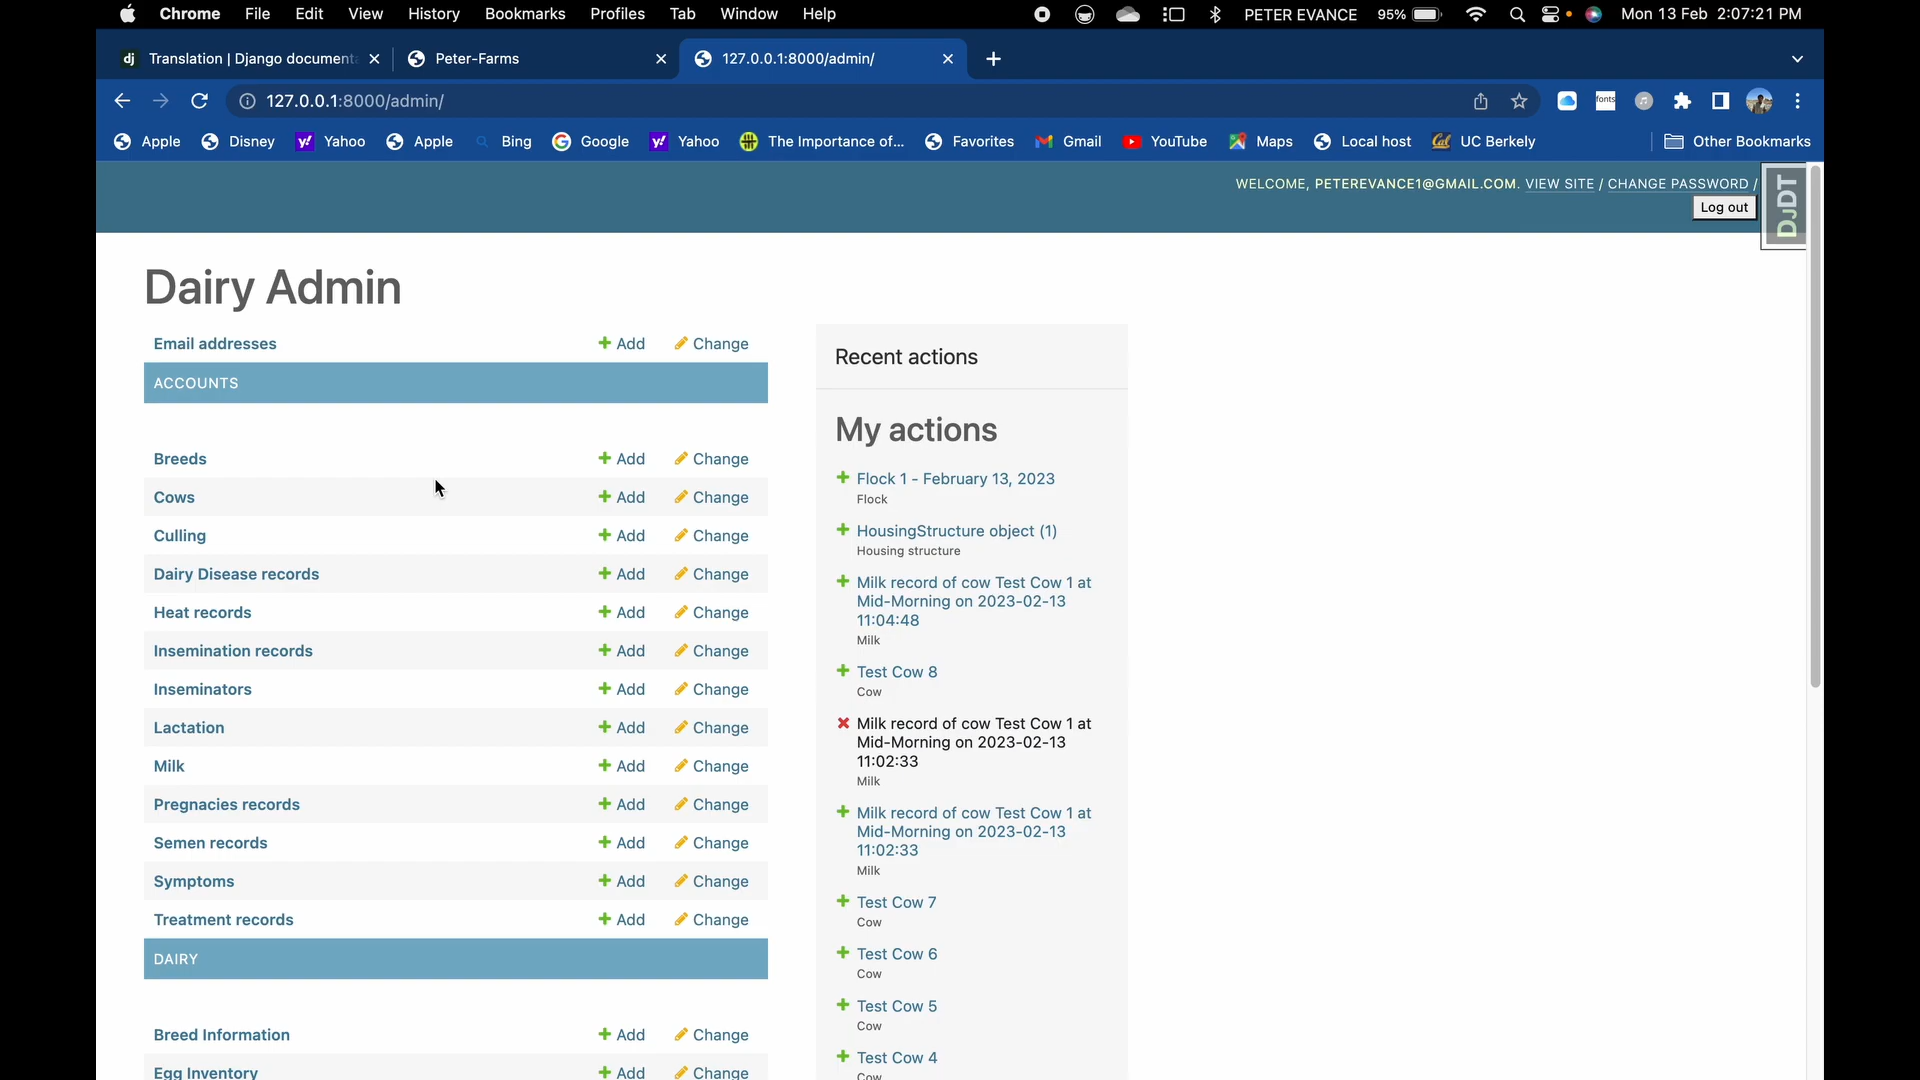 Chrome File Edit View History Bookmarks Profiles Tab Window Help PETER EVANCE 95% Mon 13 Feb 2:07:21 PM
dj Translation | Django document Peter-Farms 127.0.0.1:8000/admin/
127.0.0.1:8000/admin/ fonts
Apple Disney Yahoo Apple Bing Google Yahoo The Importance of... Favorites Gmail YouTube Maps Local host Cal UC Berkely Other Bookmarks
WELCOME, PETEREVANCE1@GMAIL.COM. VIEW SITE / CHANGE PASSWORD /
Log out
DJDT
Dairy Admin
Email addresses Add Change
ACCOUNTS
Breeds Add Change
Cows Add Change
Culling Add Change
Dairy Disease records Add Change
Heat records Add Change
Insemination records Add Change
Inseminators Add Change
Lactation Add Change
Milk Add Change
Pregnacies records Add Change
Semen records Add Change
Symptoms Add Change
Treatment records Add Change
DAIRY
Breed Information Add Change
Egg Inventory Add Change
Recent actions
My actions
Flock 1 - February 13, 2023
Flock
HousingStructure object (1)
Housing structure
Milk record of cow Test Cow 1 at
Mid-Morning on 2023-02-13
11:04:48
Milk
Test Cow 8
Cow
Milk record of cow Test Cow 1 at
Mid-Morning on 2023-02-13
11:02:33
Milk
Milk record of cow Test Cow 1 at
Mid-Morning on 2023-02-13
11:02:33
Milk
Test Cow 7
Cow
Test Cow 6
Cow
Test Cow 5
Cow
Test Cow 4
Cow